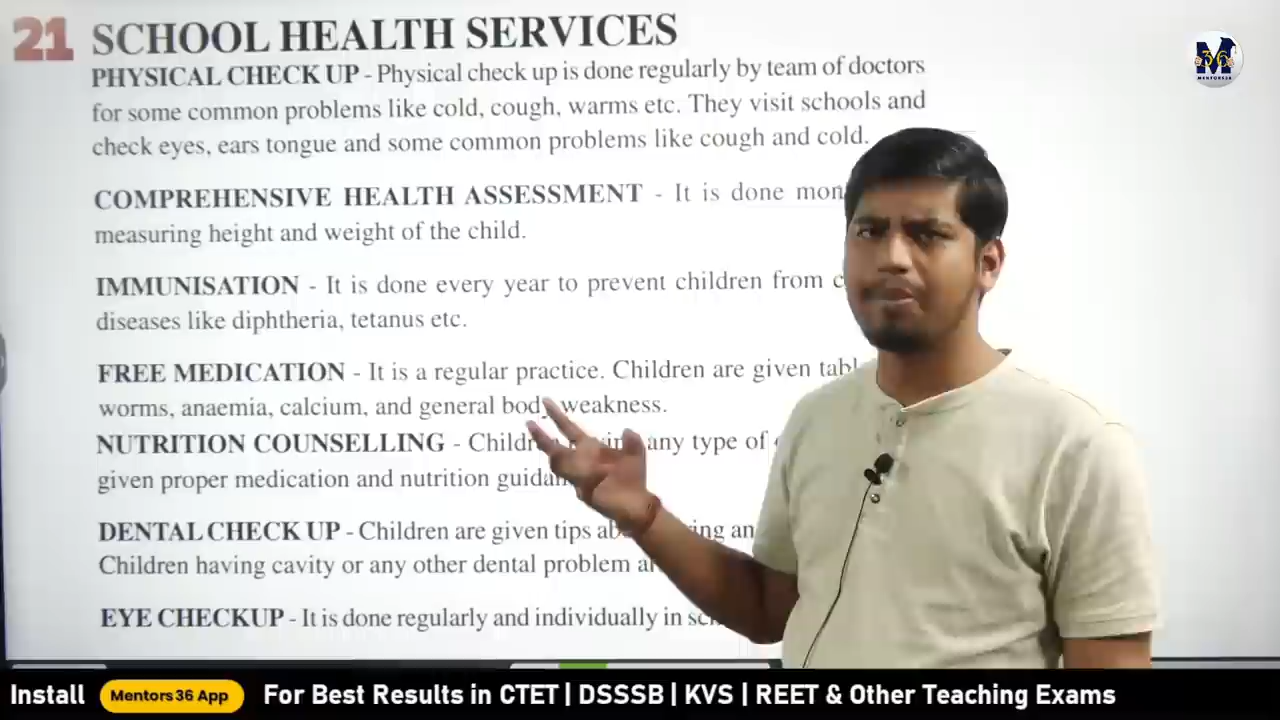 21 SCHOOL HEALTH SERVICES
PHYSICAL CHECK UP - Physical check up is done regularly by team of doctors
for some common problems like cold, cough, warms etc. They visit schools and
check eyes, ears tongue and some common problems like cough and cold.
M
36
MENTORS36
COMPREHENSIVE HEALTH ASSESSMENT - It is done mon
measuring height and weight of the child.
IMMUNISATION - It is done every year to prevent children from c
diseases like diphtheria, tetanus etc.
FREE MEDICATION - It is a regular practice. Children are given tabl
worms, anaemia, calcium, and general body weakness.
NUTRITION COUNSELLING - Childr any type of
given proper medication and nutrition guidan
DENTAL CHECK UP - Children are given tips ab an
Children having cavity or any other dental problem ar
EYE CHECKUP - It is done regularly and individually in sch
Install Mentors36 App For Best Results in CTET | DSSSB | KVS | REET & Other Teaching Exams